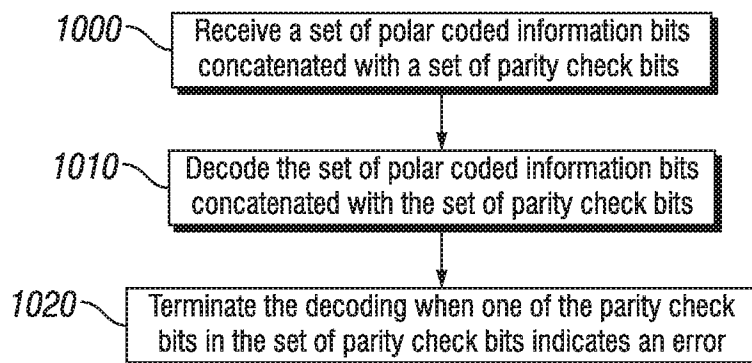 1000
Receive a set of polar coded information bits
concatenated with a set of parity check bits
1010
Decode the set of polar coded information bits
concatenated with the set of parity check bits
1020
Terminate the decoding when one of the parity check
bits in the set of parity check bits indicates an error